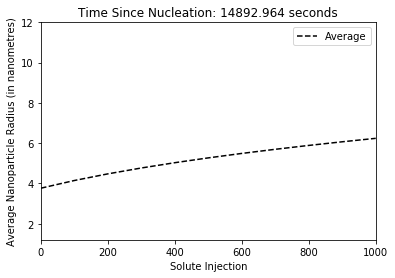 Time Since Nucleation: 14892.964 seconds
Average Nanoparticle Radius (in nanometres)
12
10
8
6
4
2
Average
0 200 400 600 800 1000
Solute Injection